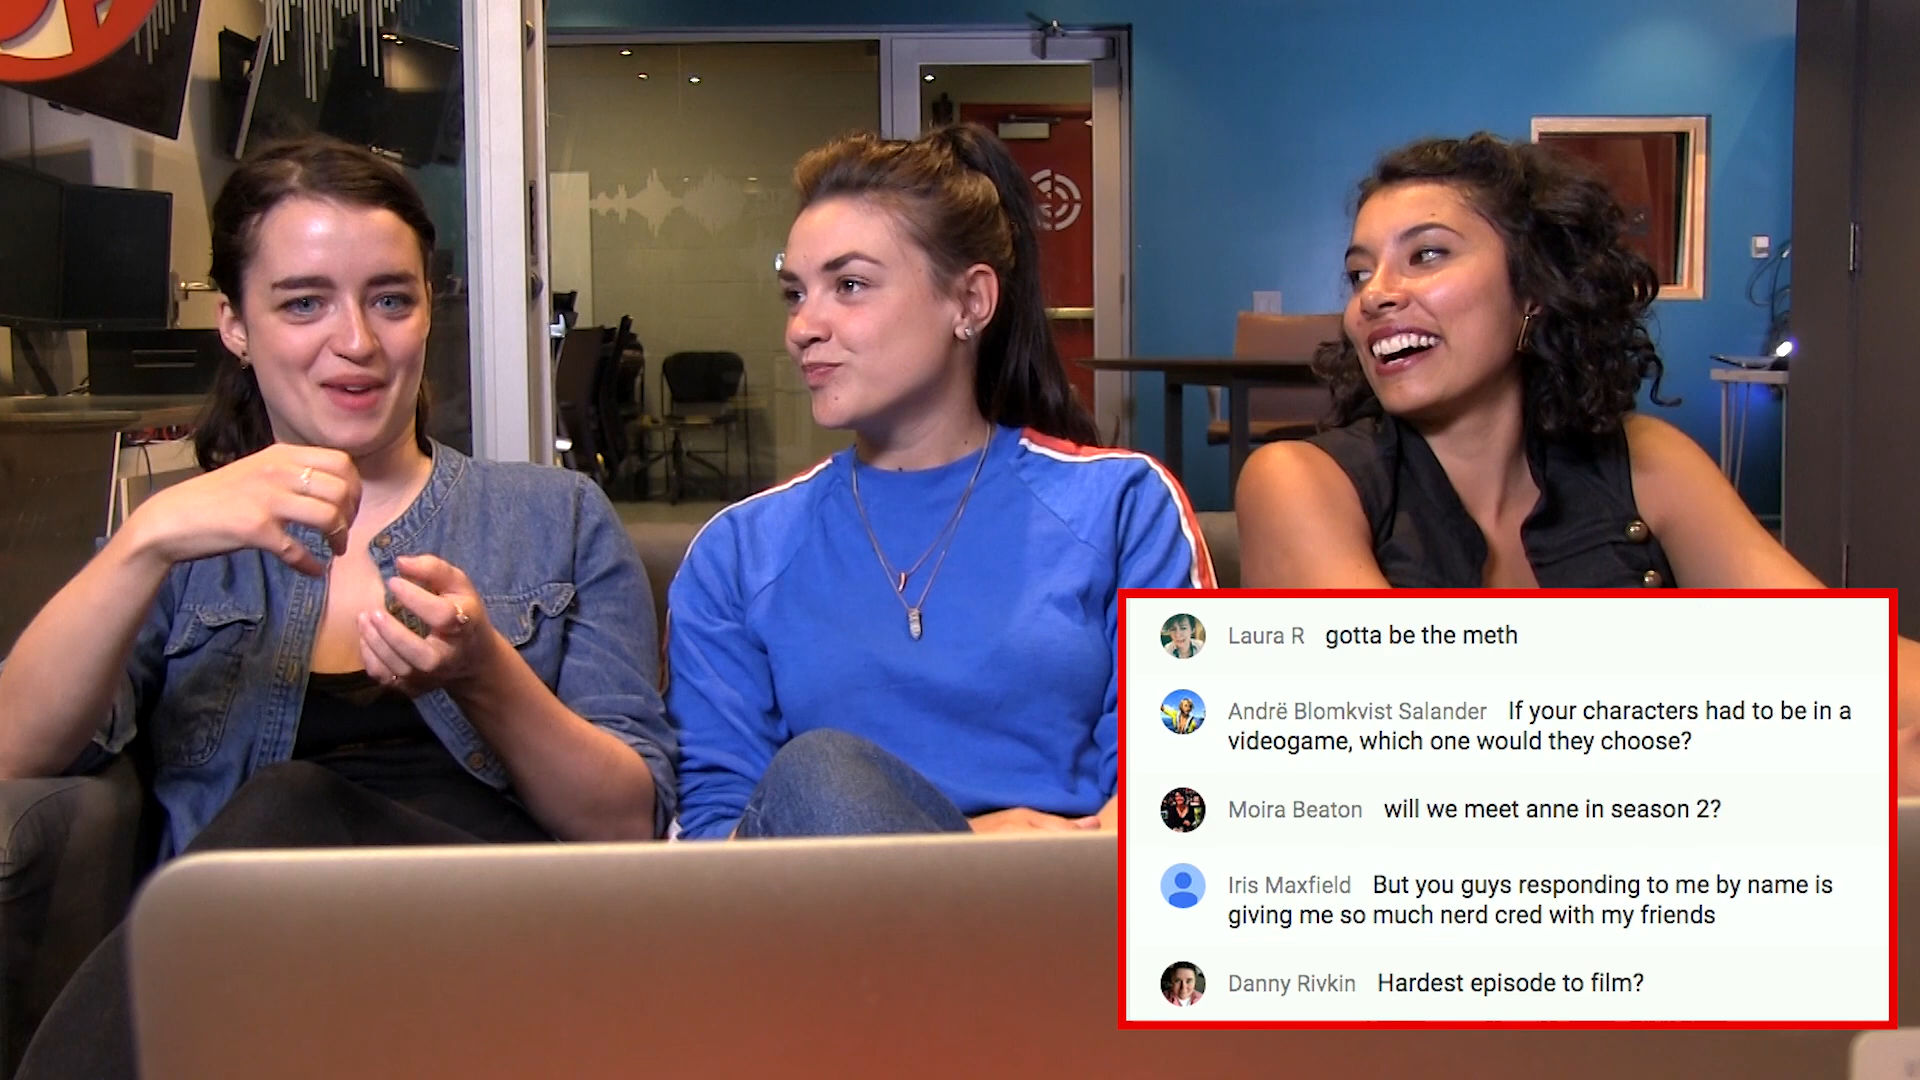 Laura R gotta be the meth
Andrë Blomkvist Salander If your characters had to be in a
videogame, which one would they choose?
Moira Beaton will we meet anne in season 2?
Iris Maxfield But you guys responding to me by name is
giving me so much nerd cred with my friends
Danny Rivkin Hardest episode to film?